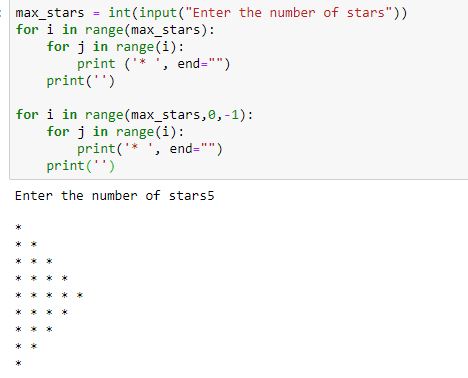 max_stars = int(input("Enter the number of stars"))
for i in range(max_stars):
    for j in range(i):
        print ('* ', end="")
    print('')

for i in range(max_stars,0,-1):
    for j in range(i):
        print('* ', end="")
    print('')
Enter the number of stars5

*
* *
* * *
* * * *
* * * * *
* * * *
* * *
* *
*